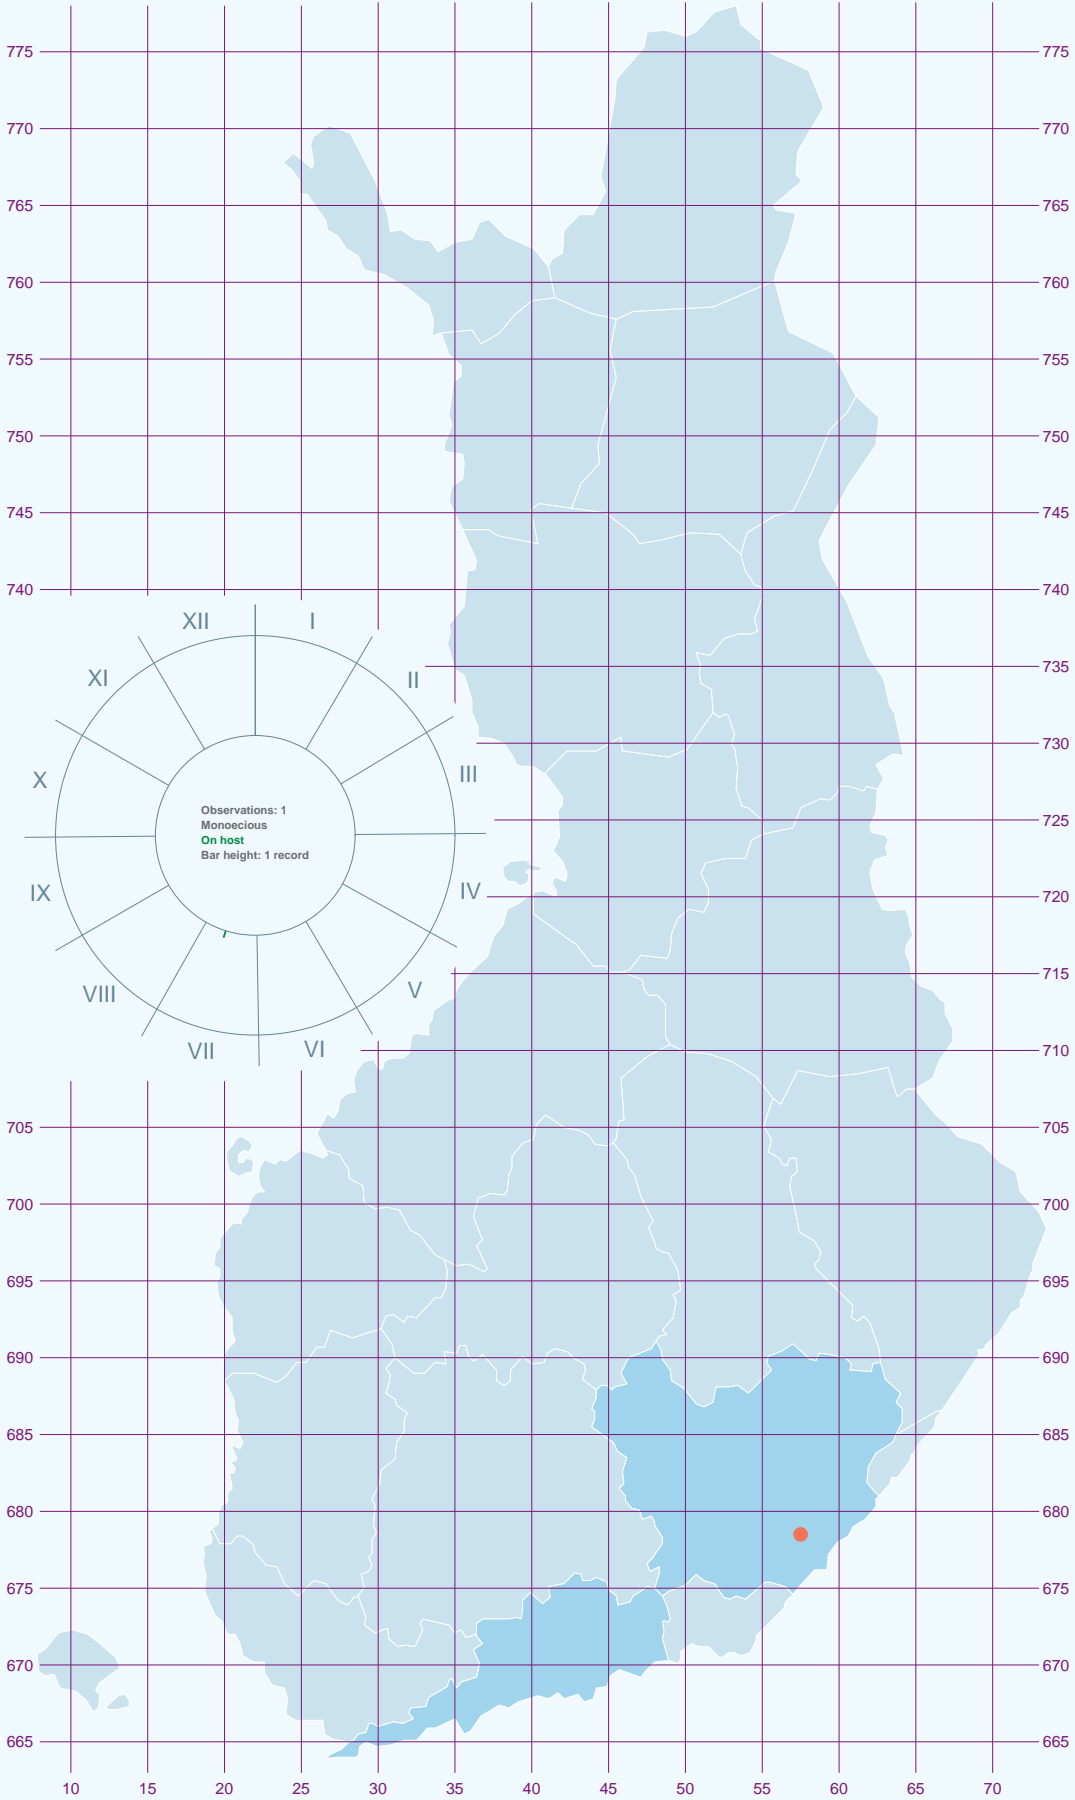 775 775
770 770
765 765
760 760
755 755
750 750
745 745
740 740
XII I
XI II
735
730
X III
Observations: 1
Monoecious
On host
Bar height: 1 record
725
IX IV
720
VIII V
715
VII VI
710
705 705
700 700
695 695
690 690
685 685
680 680
675 675
670 670
665 665
10 15 20 25 30 35 40 45 50 55 60 65 70